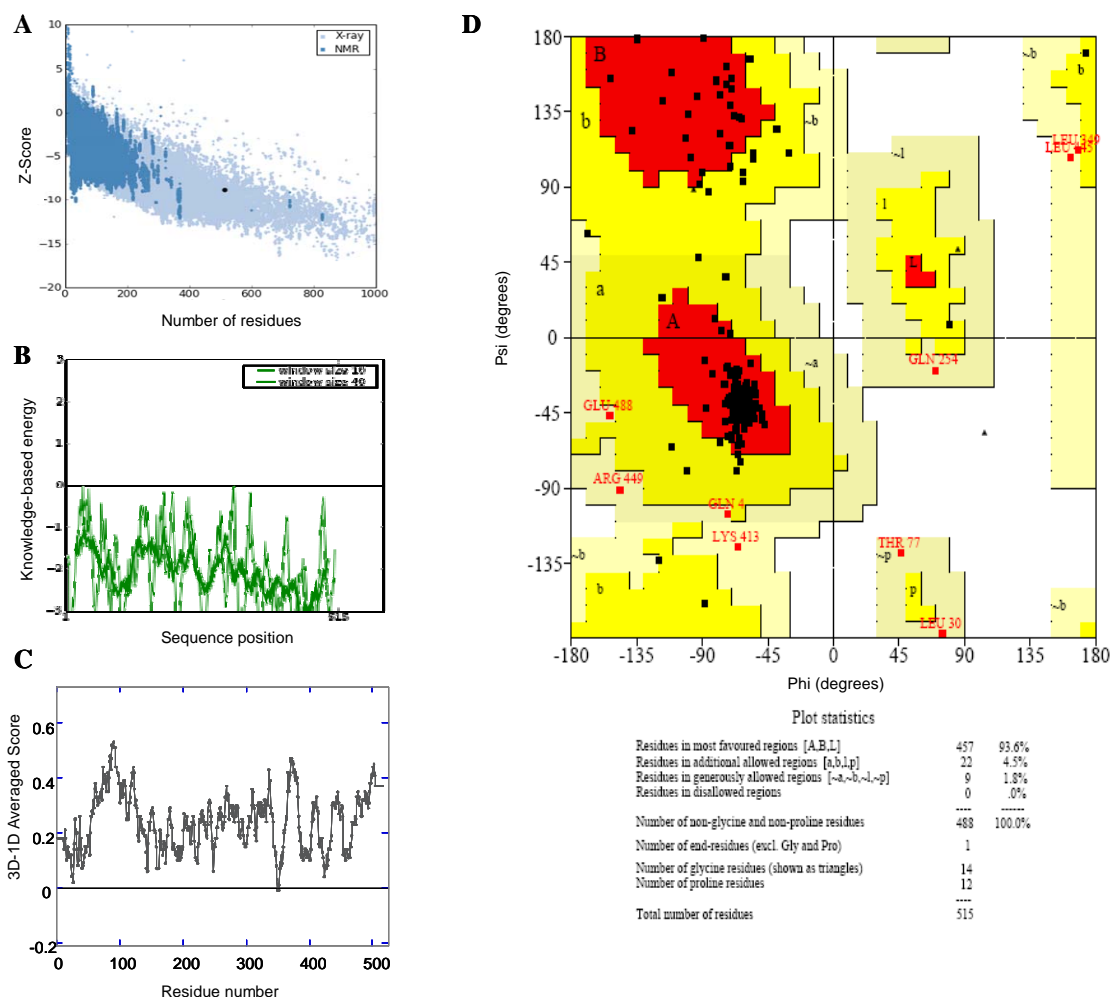 A
10
5
0
−5
−10
−15
−20
X-ray
NMR
Z-Score
0 200 400 600 800 1000
Number of residues
B
3
2
1
0
−1
−2
−3
window size 10
window size 40
Knowledge-based energy
1 515
Sequence position
C
0.6
0.4
0.2
0
-0.2
3D-1D Averaged Score
0 100 200 300 400 500
Residue number
D
180
135
90
45
0
-45
-90
-135
-180
Psi (degrees)
B
b
~b
~b
b
~l
l
L
a
A
~a
~b
b
~p
p
~b
LEU 349
GLN 254
GLU 488
ARG 449
GLN 4
LYS 413
THR 77
LEU 30
-180 -135 -90 -45 0 45 90 135 180
Phi (degrees)
Plot statistics
Residues in most favoured regions [A,B,L] 457 93.6%
Residues in additional allowed regions [a,b,l,p] 22 4.5%
Residues in generously allowed regions [~a,~b,~l,~p] 9 1.8%
Residues in disallowed regions 0 .0%
---- ------
Number of non-glycine and non-proline residues 488 100.0%
Number of end-residues (excl. Gly and Pro) 1
Number of glycine residues (shown as triangles) 14
Number of proline residues 12
----
Total number of residues 515